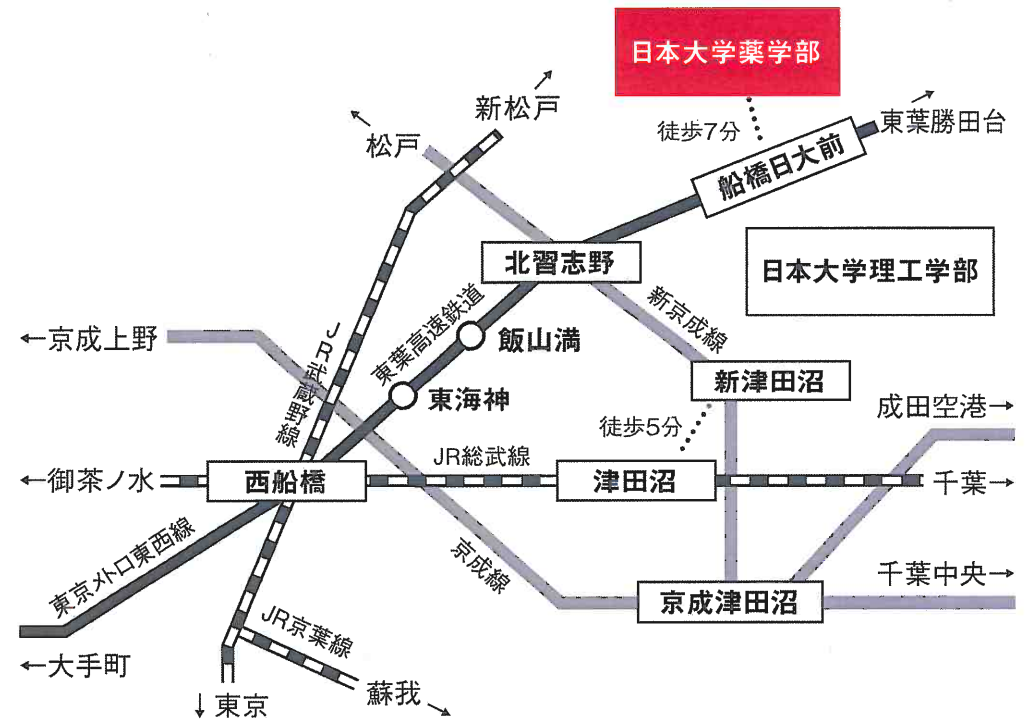 日本大学薬学部
新松戸
松戸
徒歩7分
東葉勝田台
船橋日大前
北習志野
日本大学理工学部
新京成線
東葉高速鉄道
飯山満
東海神
JR武蔵野線
←京成上野
新津田沼
徒歩5分
成田空港→
←御茶ノ水
西船橋
JR総武線
津田沼
千葉→
東京メトロ東西線
京成線
千葉中央→
京成津田沼
JR京葉線
←大手町
↓東京
蘇我